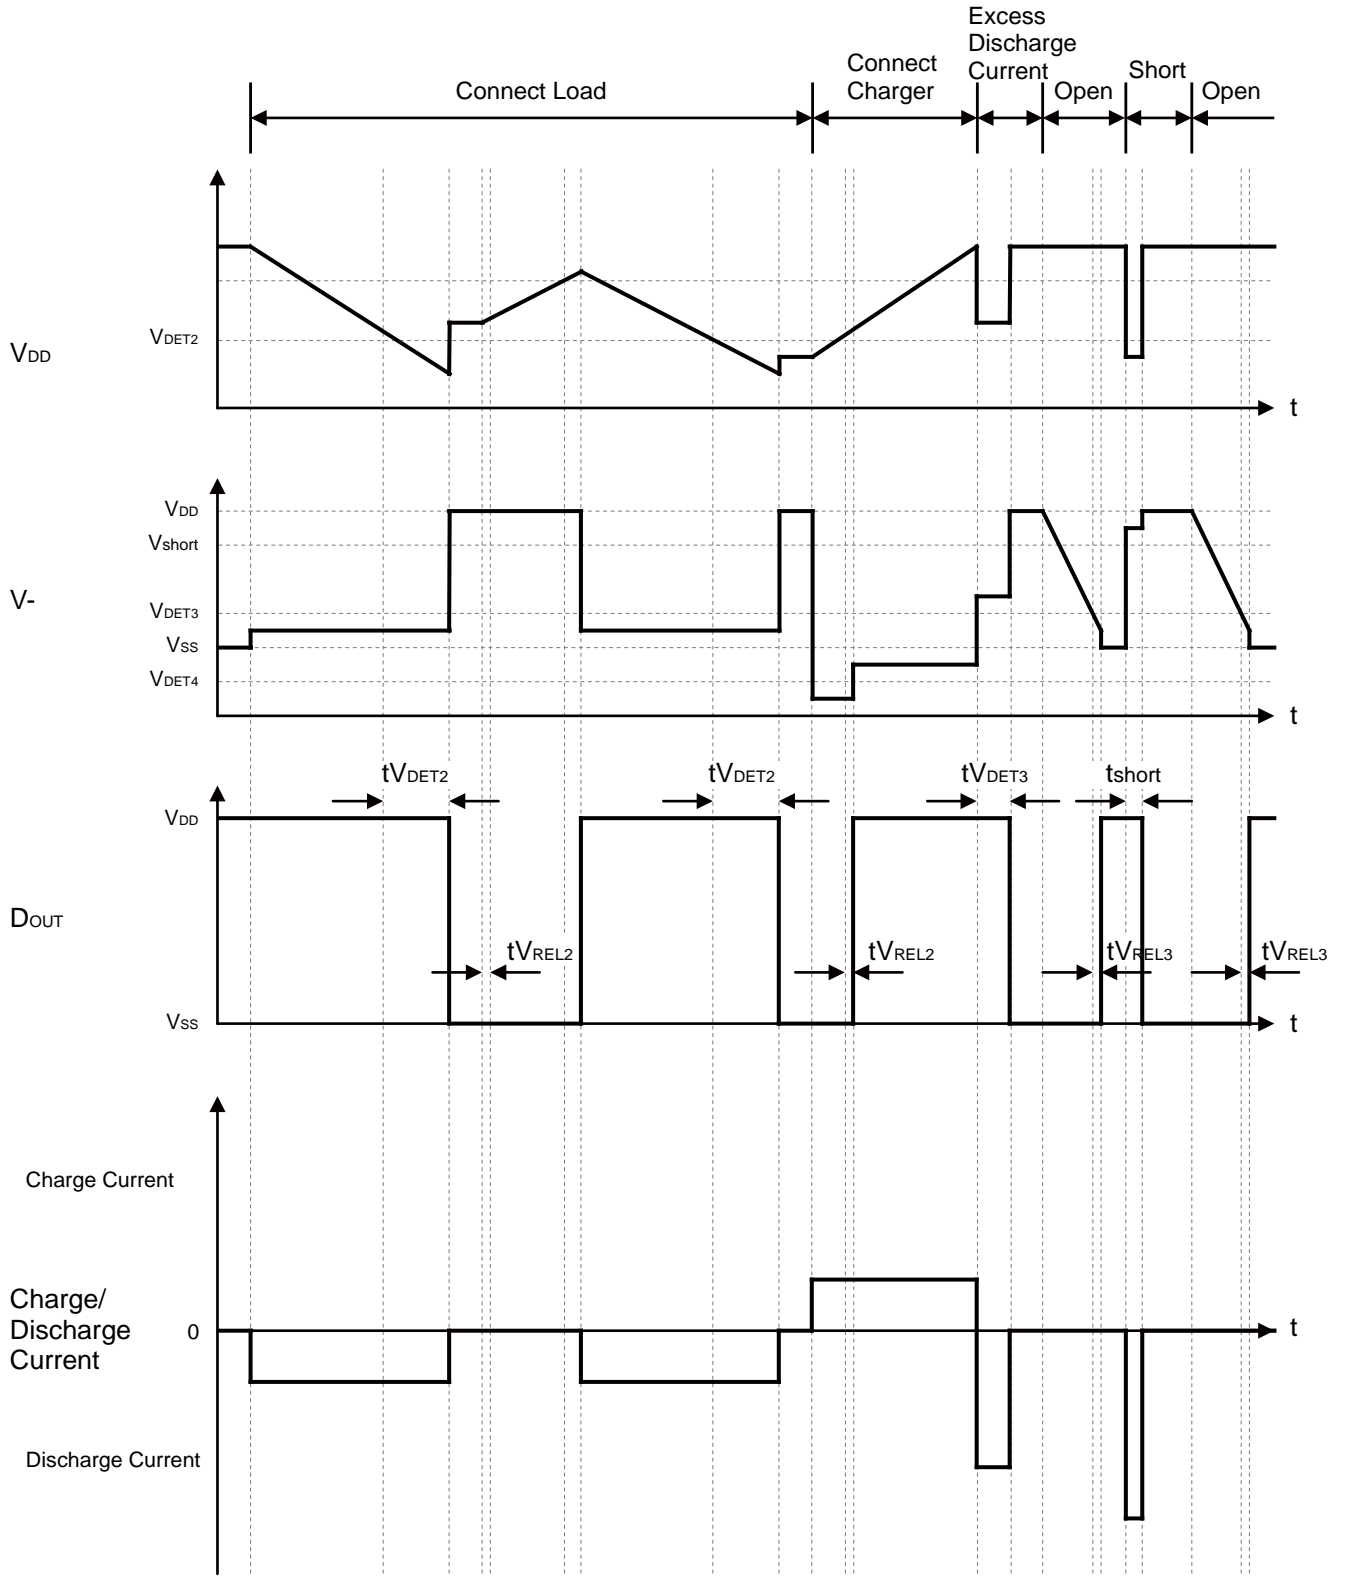 Excess
Discharge
Current
Connect
Charger
Short
Connect Load
Open
Open
VDET2
VDD
t
VDD
Vshort
V-
VDET3
VSS
VDET4
t
tVDET2
tVDET2
tVDET3
tshort
VDD
DOUT
tVREL2
tVREL2
tVREL3
tVREL3
VSS
t
Charge Current
Charge/
Discharge
Current
0
t
Discharge Current